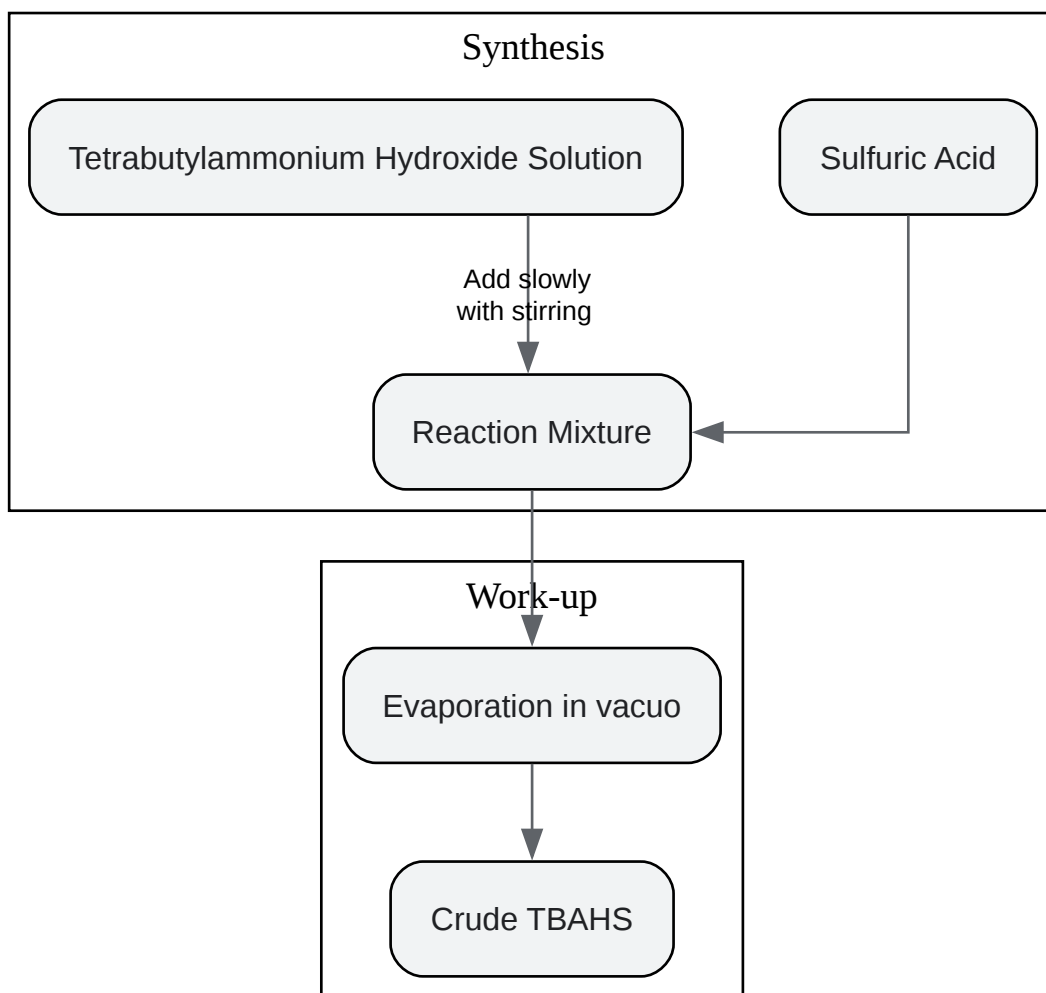 Synthesis
Tetrabutylammonium Hydroxide Solution
Sulfuric Acid
Add slowly
with stirring
Reaction Mixture
Work-up
Evaporation in vacuo
Crude TBAHS